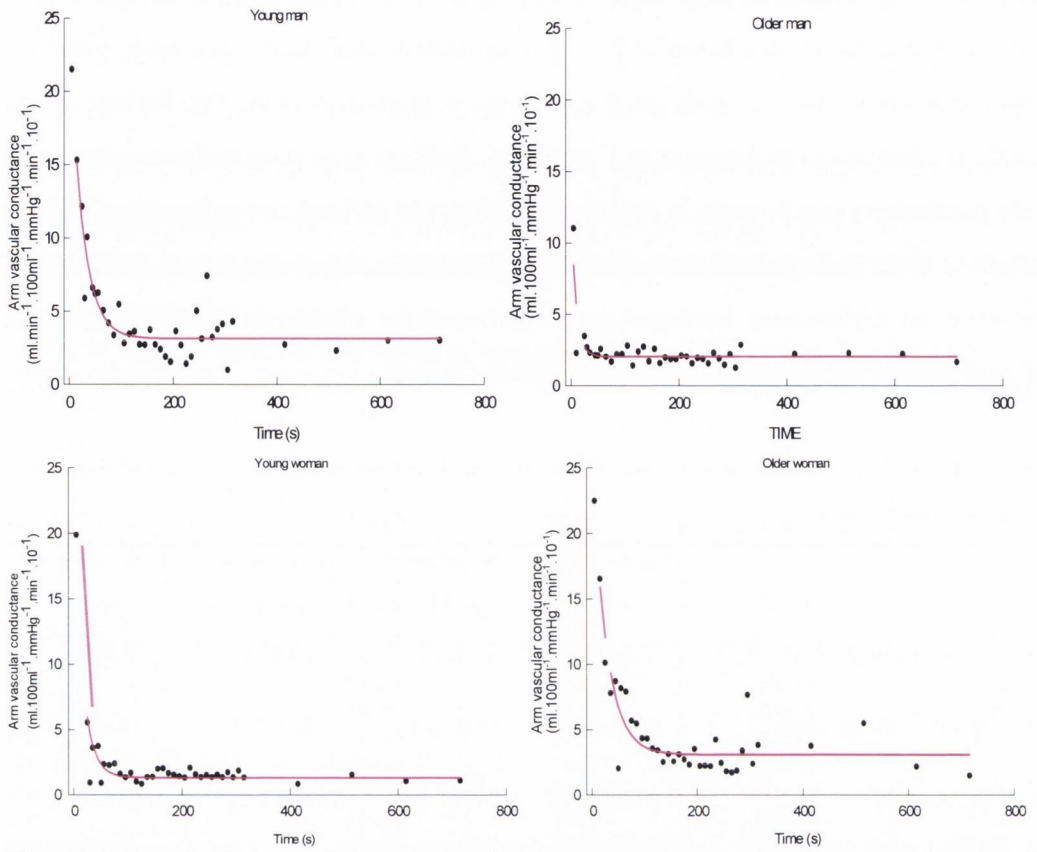 Young man
25
20
15
10
5
0
Arm vascular conductance
(ml.min⁻¹.100ml⁻¹.mmHg⁻¹.min⁻¹.10⁻¹)
0 200 400 600 800
Time (s)
Older man
25
20
15
10
5
0
Arm vascular conductance
(ml.100ml⁻¹.mmHg⁻¹.min⁻¹.10⁻¹)
0 200 400 600 800
TIME
Young woman
25
20
15
10
5
0
Arm vascular conductance
(ml.100ml⁻¹.mmHg⁻¹.min⁻¹.10⁻¹)
0 200 400 600 800
Time (s)
Older woman
25
20
15
10
5
0
Arm vascular conductance
(ml.100ml⁻¹.mmHg⁻¹.min⁻¹.10⁻¹)
0 200 400 600 800
Time (s)